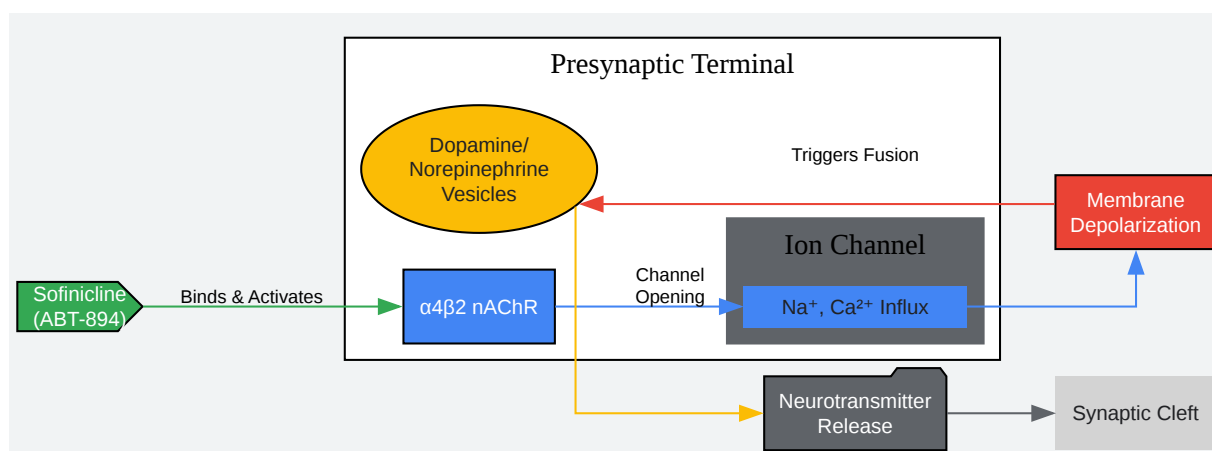 Presynaptic Terminal
Dopamine/
Norepinephrine
Vesicles
Triggers Fusion
Membrane
Depolarization
Ion Channel
Sofinicline
(ABT-894)
Binds & Activates
α4β2 nAChR
Channel
Opening
Na⁺, Ca²⁺ Influx
Neurotransmitter
Release
Synaptic Cleft